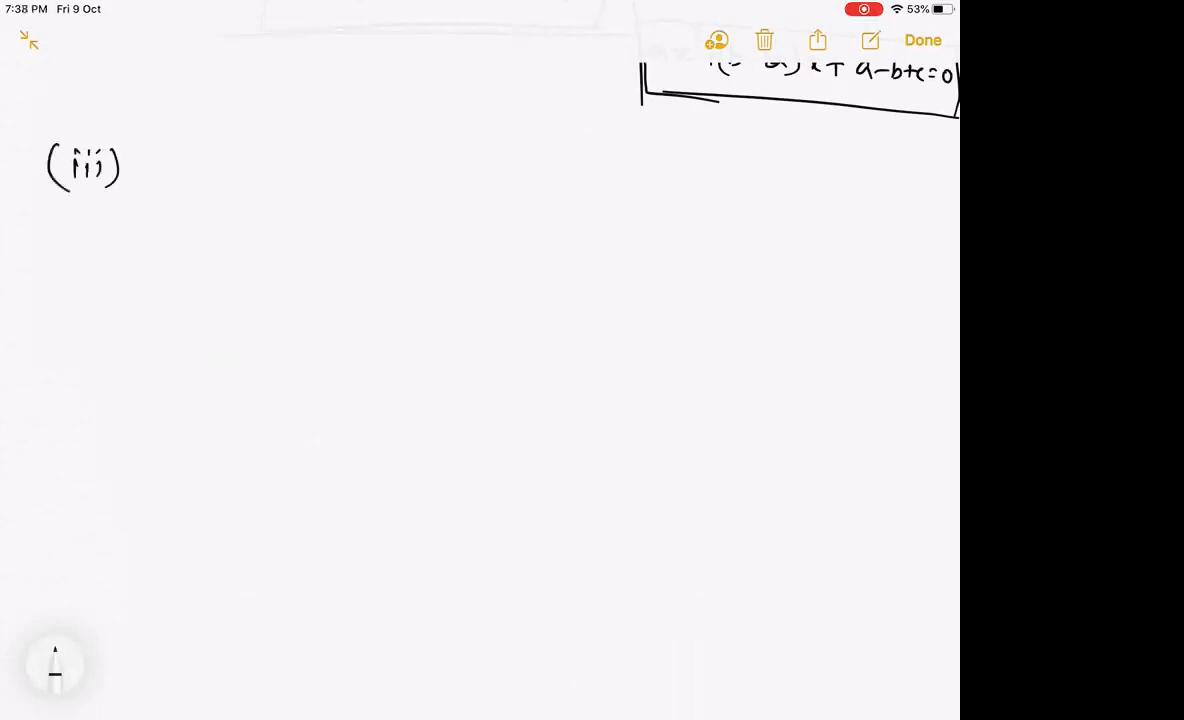 7:38 PM Fri 9 Oct
53%
Done
x + a-b+c=0
(iii)